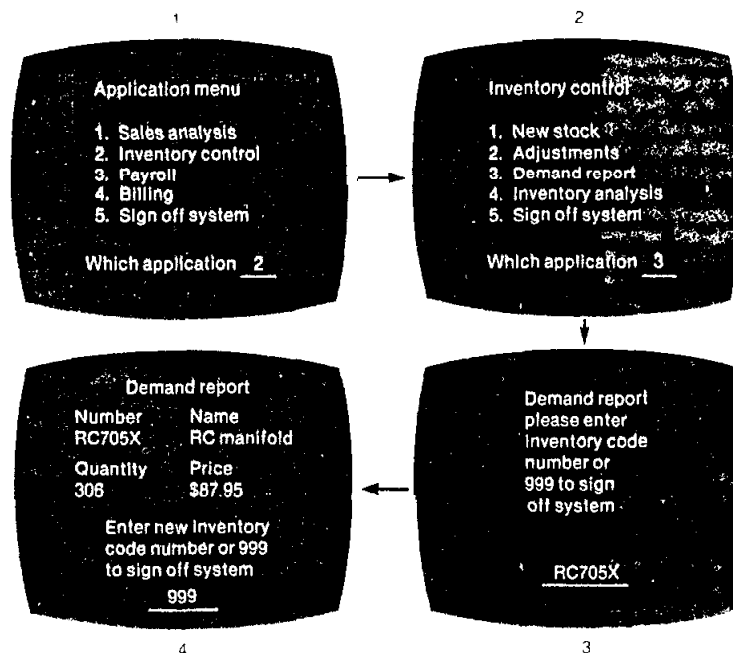 1
Application menu
1. Sales analysis
2. Inventory control
3. Payroll
4. Billing
5. Sign off system
Which application 2
2
Inventory control
1. New stock
2. Adjustments
3. Demand report
4. Inventory analysis
5. Sign off system
Which application 3
Demand report
please enter
inventory code
number or
999 to sign
off system
RC705X
3
Demand report
Number Name
RC705X RC manifold
Quantity Price
306 $87.95
Enter new inventory
code number or 999
to sign off system
999
4